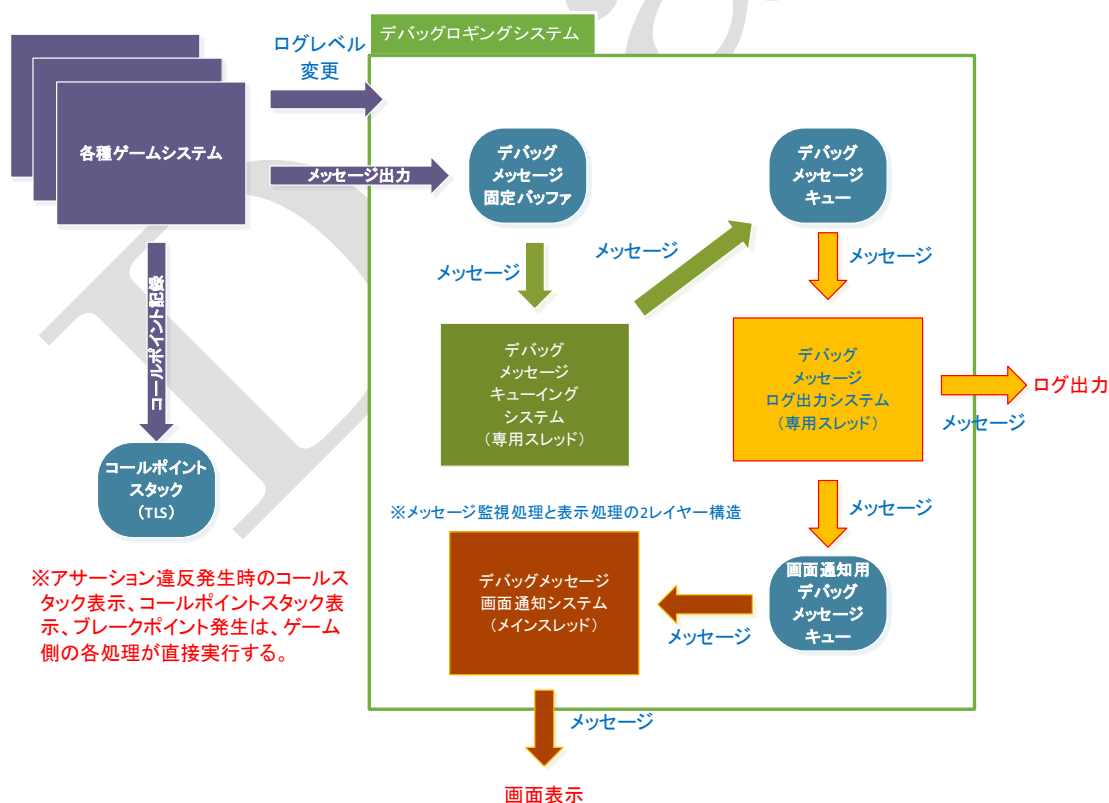 デバッグロギングシステム
ログレベル
変更
各種ゲームシステム
メッセージ出力
デバッグ
メッセージ
固定バッファ
デバッグ
メッセージ
キュー
メッセージ
メッセージ
メッセージ
コールポイント記録
デバッグ
メッセージ
キューイング
システム
（専用スレッド）
デバッグ
メッセージ
ログ出力システム
（専用スレッド）
ログ出力
メッセージ
コールポイント
スタック
（TLS）
メッセージ
※メッセージ監視処理と表示処理の2レイヤー構造
※アサーション違反発生時のコールス
タック表示、コールポイントスタック表
示、ブレークポイント発生は、ゲーム
側の各処理が直接実行する。
デバッグメッセージ
画面通知システム
（メインスレッド）
画面通知用
デバッグ
メッセージ
キュー
メッセージ
メッセージ
画面表示